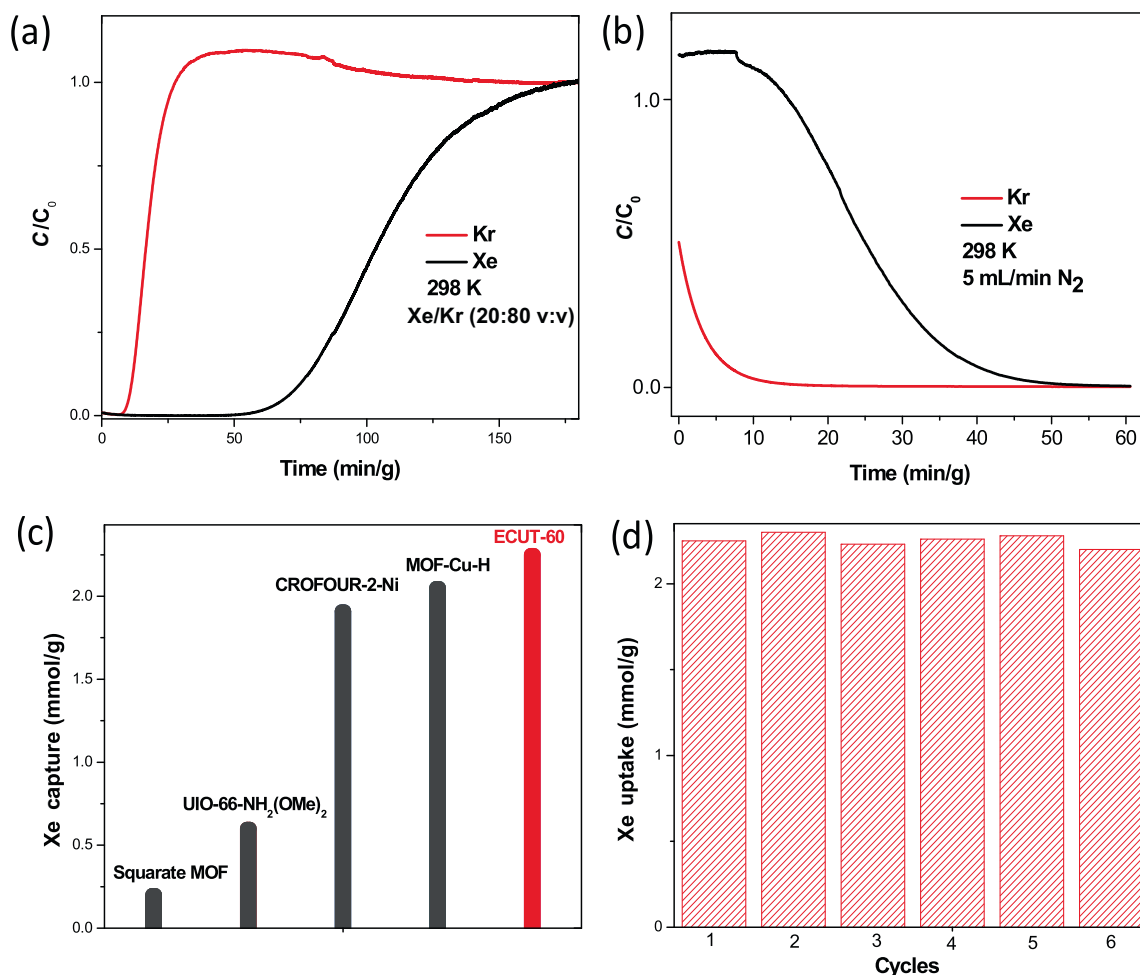 (a)
C/C0
1.0
0.5
0.0
Kr
Xe
298 K
Xe/Kr (20:80 v:v)
0
50
100
150
Time (min/g)
(b)
C/C0
1.0
0.0
Kr
Xe
298 K
5 mL/min N2
0
10
20
30
40
50
60
Time (min/g)
(c)
Xe capture (mmol/g)
2.0
1.5
1.0
0.5
0.0
Squarate MOF
UIO-66-NH2(OMe)2
CROFOUR-2-Ni
MOF-Cu-H
ECUT-60
(d)
Xe uptake (mmol/g)
2
1
0
1
2
3
4
5
6
Cycles